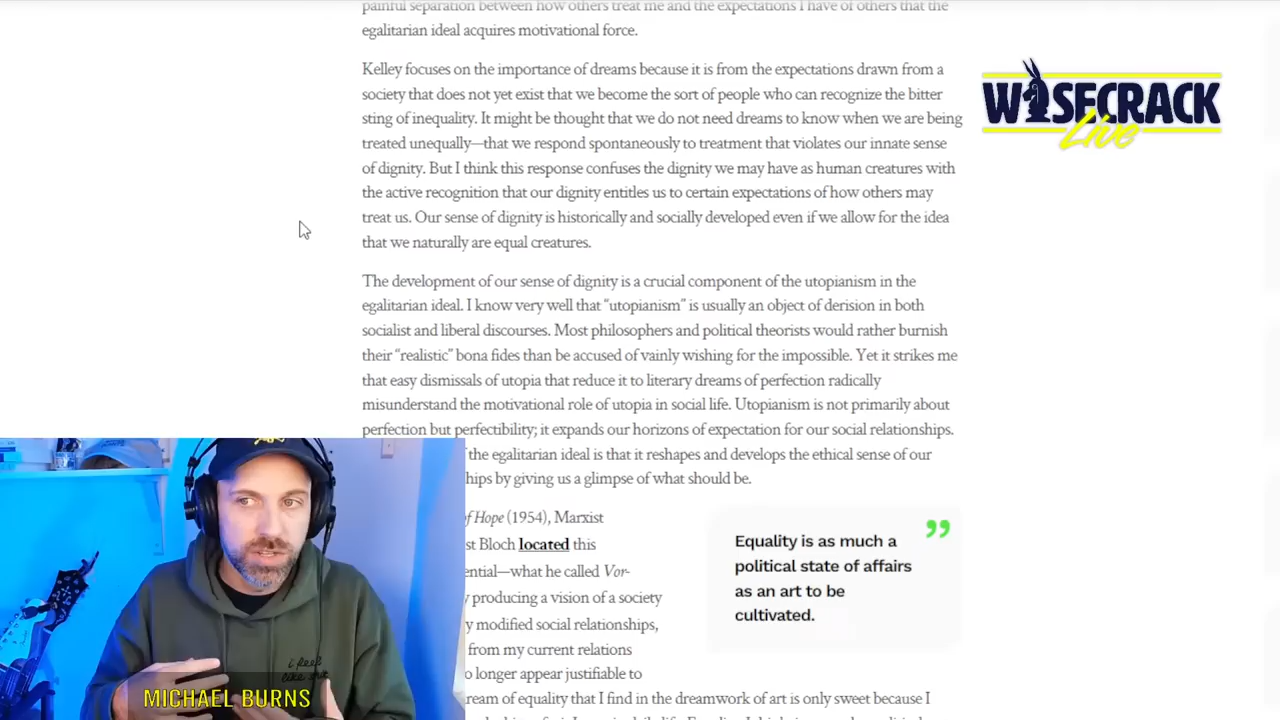 painful separation between how others treat me and the expectations I have of others that the
egalitarian ideal acquires motivational force.
Kelley focuses on the importance of dreams because it is from the expectations drawn from a
society that does not yet exist that we become the sort of people who can recognize the bitter
sting of inequality. It might be thought that we do not need dreams to know when we are being
treated unequally—that we respond spontaneously to treatment that violates our innate sense
of dignity. But I think this response confuses the dignity we may have as human creatures with
the active recognition that our dignity entitles us to certain expectations of how others may
treat us. Our sense of dignity is historically and socially developed even if we allow for the idea
that we naturally are equal creatures.
The development of our sense of dignity is a crucial component of the utopianism in the
egalitarian ideal. I know very well that “utopianism” is usually an object of derision in both
socialist and liberal discourses. Most philosophers and political theorists would rather burnish
their “realistic” bona fides than be accused of vainly wishing for the impossible. Yet it strikes me
that easy dismissals of utopia that reduce it to literary dreams of perfection radically
misunderstand the motivational role of utopia in social life. Utopianism is not primarily about
perfection but perfectibility; it expands our horizons of expectation for our social relationships.
the egalitarian ideal is that it reshapes and develops the ethical sense of our
hips by giving us a glimpse of what should be.
of Hope (1954), Marxist
st Bloch located this
ential—what he called Vor-
y producing a vision of a society
y modified social relationships,
from my current relations
o longer appear justifiable to
ream of equality that I find in the dreamwork of art is only sweet because I
Equality is as much a
political state of affairs
as an art to be
cultivated.
”
WISECRACK
Live
i feel
like shit
MICHAEL BURNS